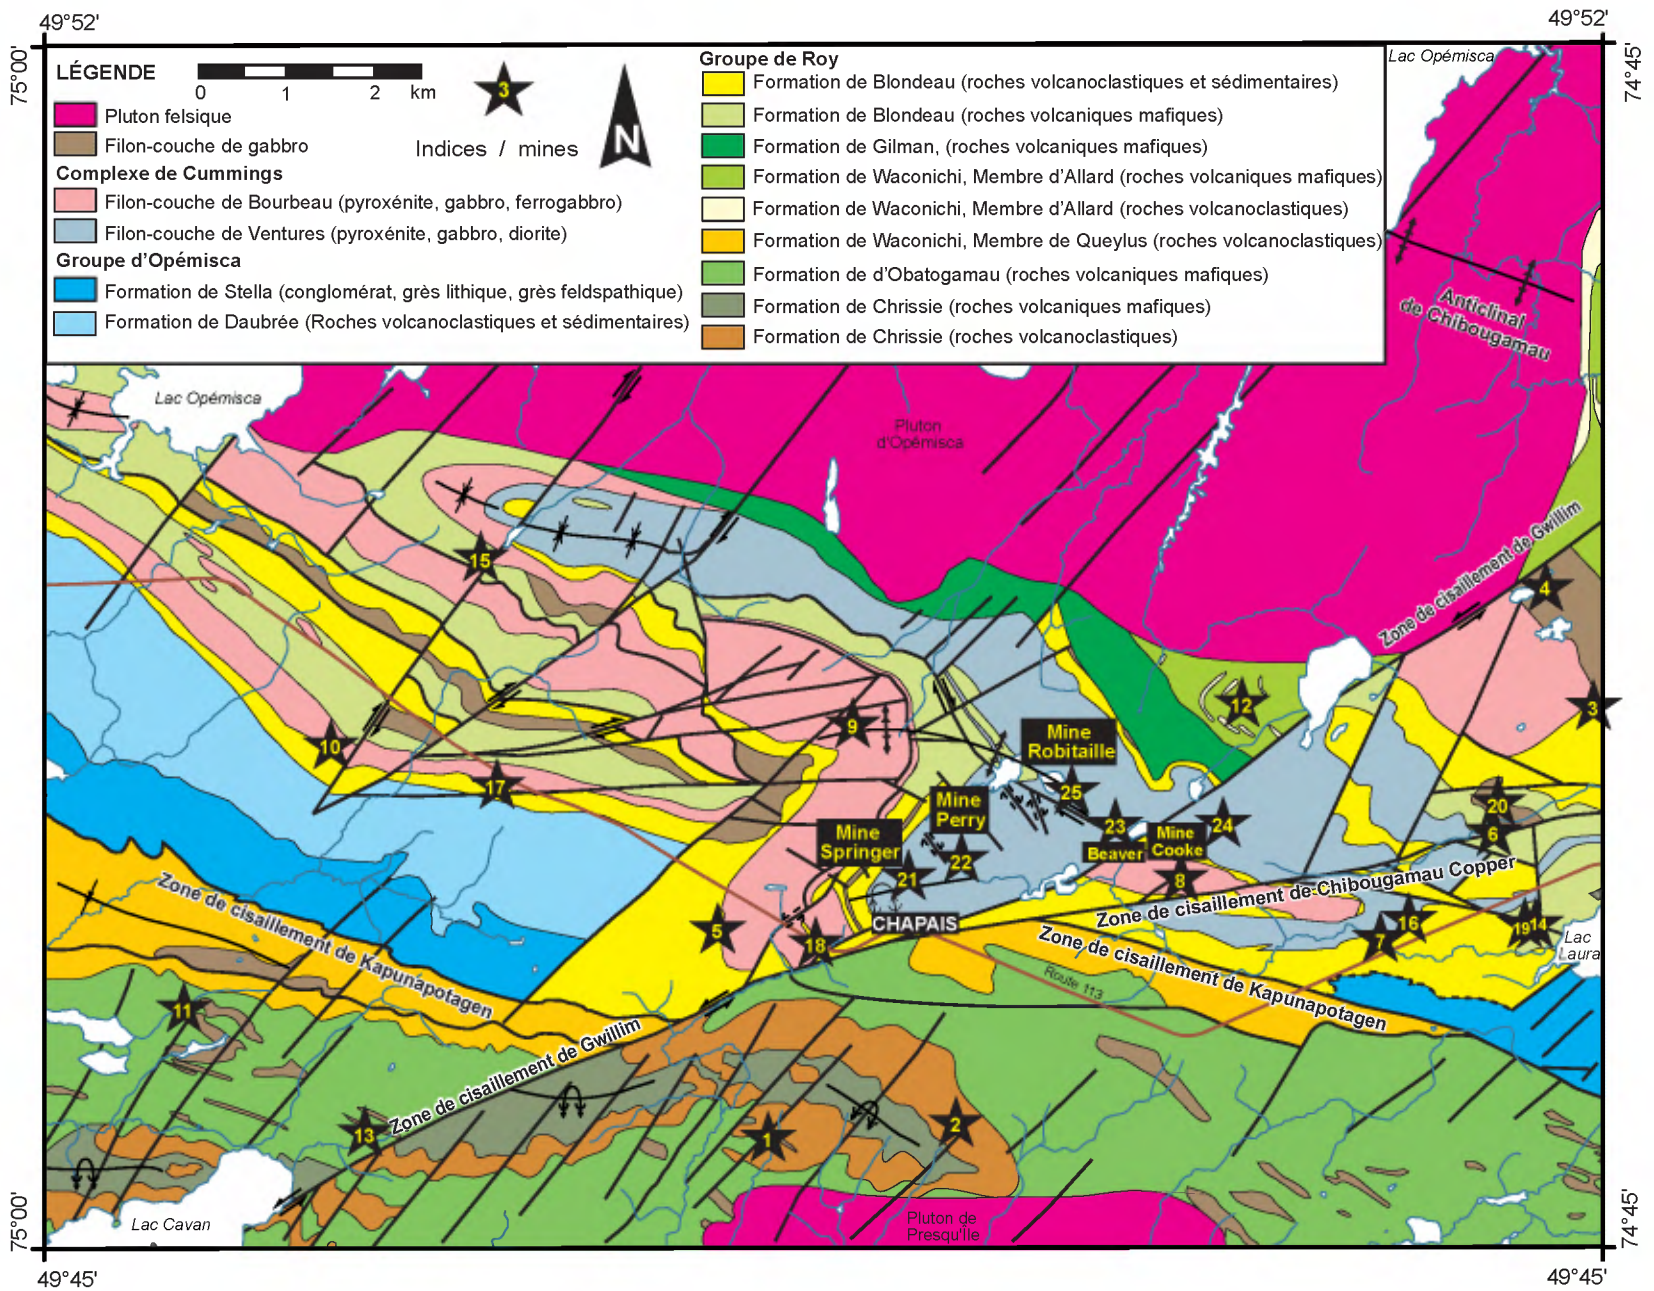 49°52'
49°52'
75°00'
74°45'
LÉGENDE
0 1 2 km
3
Indices / mines
N
Pluton felsique
Filon-couche de gabbro
Complexe de Cummings
Filon-couche de Bourbeau (pyroxénite, gabbro, ferrogabbro)
Filon-couche de Ventures (pyroxénite, gabbro, diorite)
Groupe d'Opémisca
Formation de Stella (conglomérat, grès lithique, grès feldspathique)
Formation de Daubrée (Roches volcanoclastiques et sédimentaires)
Groupe de Roy
Formation de Blondeau (roches volcanoclastiques et sédimentaires)
Formation de Blondeau (roches volcaniques mafiques)
Formation de Gilman, (roches volcaniques mafiques)
Formation de Waconichi, Membre d'Allard (roches volcaniques mafiques)
Formation de Waconichi, Membre d'Allard (roches volcanoclastiques)
Formation de Waconichi, Membre de Queylus (roches volcanoclastiques)
Formation de d'Obatogamau (roches volcaniques mafiques)
Formation de Chrissie (roches volcaniques mafiques)
Formation de Chrissie (roches volcanoclastiques)
Lac Opémisca
Anticlinal
de Chibougamau
Lac Opémisca
Pluton
d'Opémisca
Zone de cisaillement de Gwillim
15
4
12
3
9
10
17
Mine
Robitaille
25
Mine
Perry
Mine
Springer
23
Beaver
Mine
Cooke
24
20
6
22
21
8
Zone de cisaillement de Chibougamau Copper
CHAPAIS
5
18
16
7
19
14
Lac
Laura
Zone de cisaillement de Kapunapotagen
Zone de cisaillement de Kapunapotagen
Route 113
11
Zone de cisaillement de Gwillim
13
1
2
Lac Cavan
Pluton de
Presqu'île
75°00'
74°45'
49°45'
49°45'